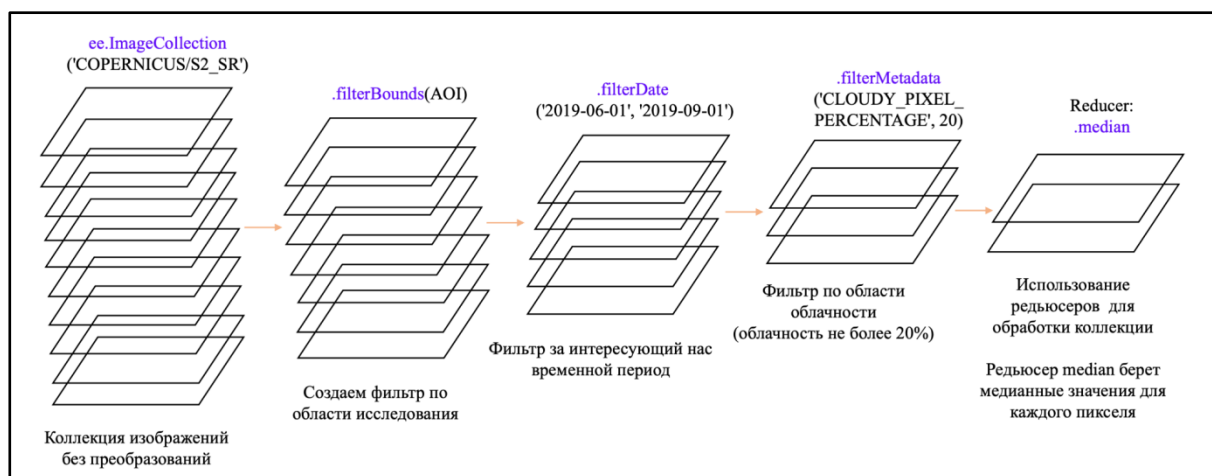 ee.ImageCollection
('COPERNICUS/S2_SR')
Коллекция изображений
без преобразований
.filterBounds(AOI)
Создаем фильтр по
области исследования
.filterDate
('2019-06-01', '2019-09-01')
Фильтр за интересующий нас
временной период
.filterMetadata
('CLOUDY_PIXEL_
PERCENTAGE', 20)
Фильтр по области
облачности
(облачность не более 20%)
Reducer:
.median
Использование
редьюсеров для
обработки коллекции
Редьюсер median берет
медианные значения для
каждого пикселя